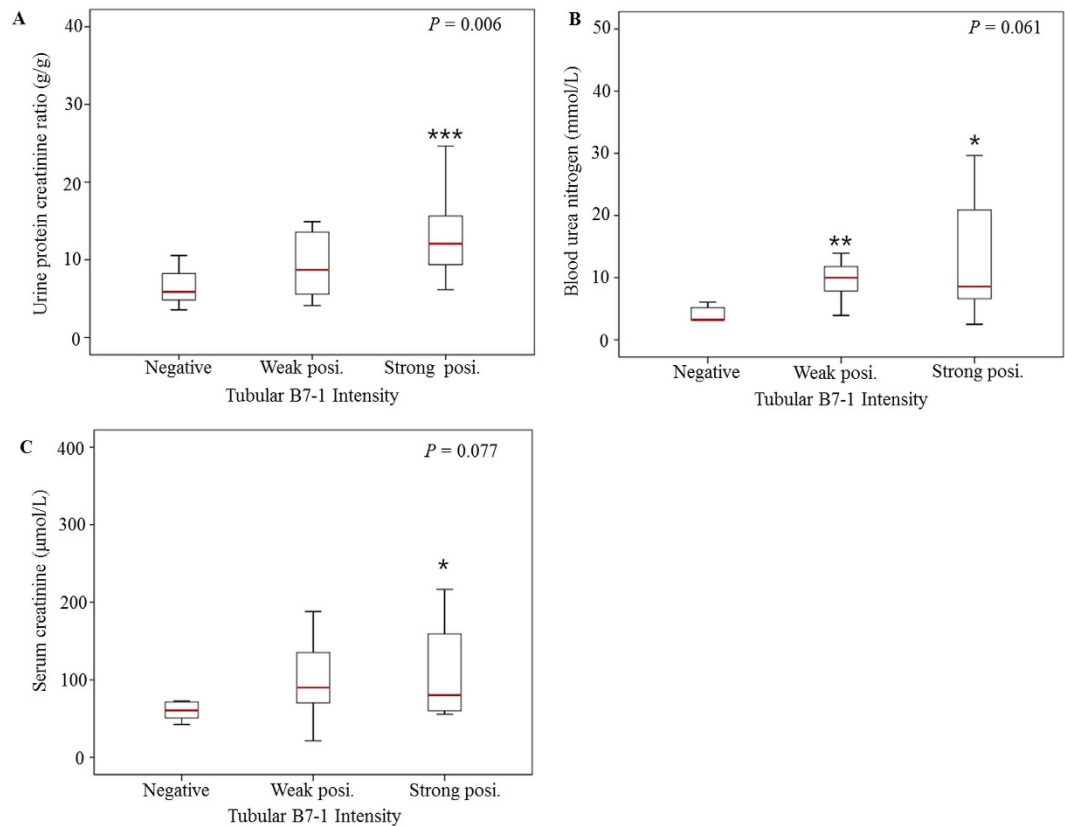 A
P = 0.006
Urine protein creatinine ratio (g/g)
40
30
20
10
0
***
Negative Weak posi. Strong posi.
Tubular B7-1 Intensity
B
P = 0.061
Blood urea nitrogen (mmol/L)
50
40
30
20
10
0
**
*
Negative Weak posi. Strong posi.
Tubular B7-1 Intensity
C
P = 0.077
Serum creatinine (μmol/L)
400
300
200
100
0
*
Negative Weak posi. Strong posi.
Tubular B7-1 Intensity